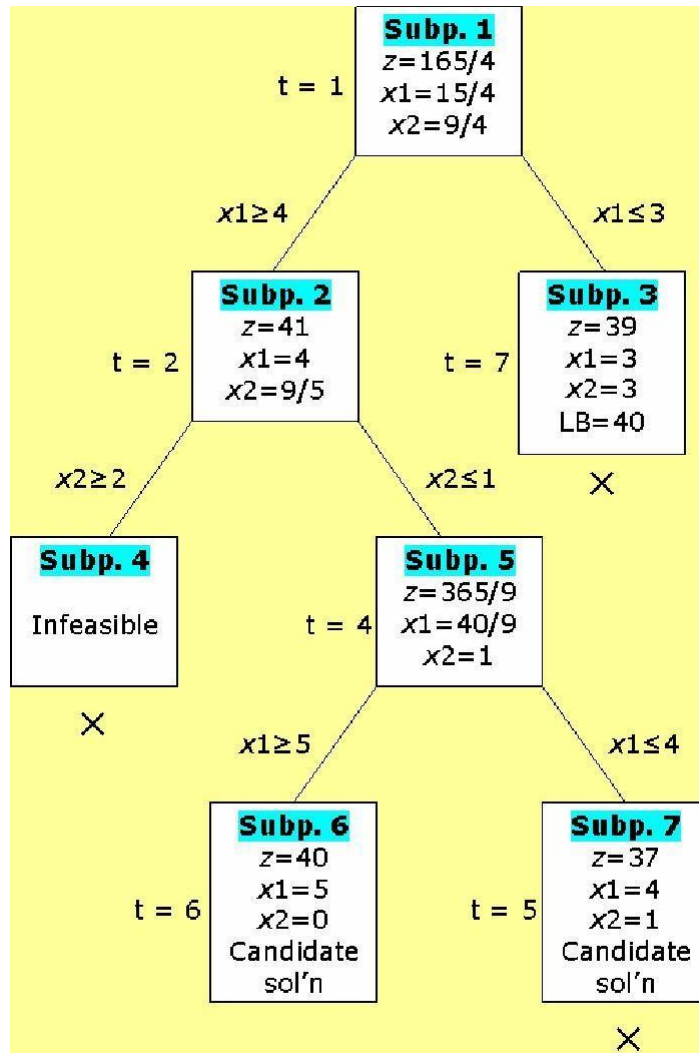 Subp. 1
z=165/4
t = 1
x1=15/4
x2=9/4
x1≥4
x1≤3
Subp. 2
z=41
t = 2
x1=4
x2=9/5
Subp. 3
z=39
t = 7
x1=3
x2=3
LB=40
×
x2≥2
x2≤1
Subp. 4
Infeasible
×
Subp. 5
z=365/9
t = 4
x1=40/9
x2=1
x1≥5
x1≤4
Subp. 6
z=40
x1=5
t = 6
x2=0
Candidate
sol'n
Subp. 7
z=37
x1=4
t = 5
x2=1
Candidate
sol'n
×